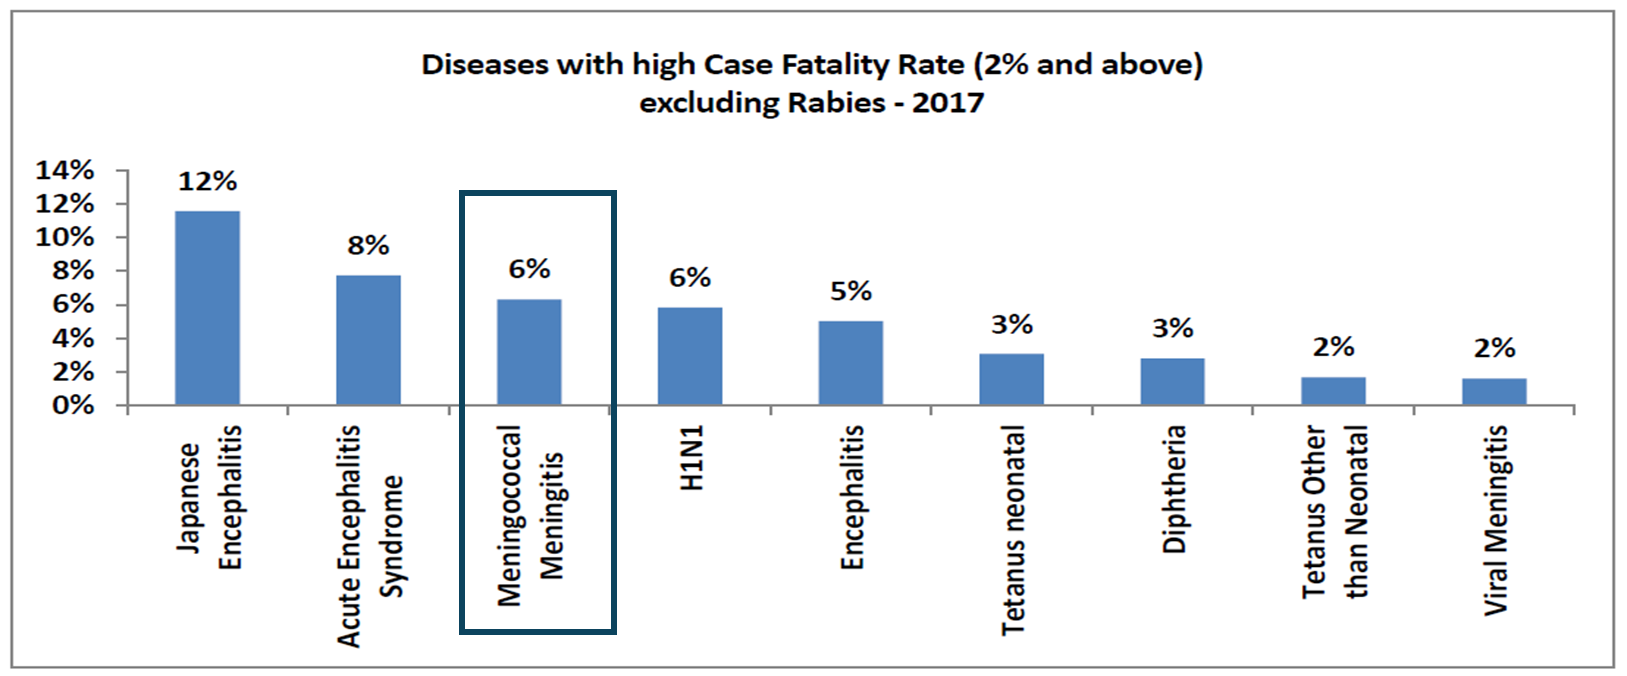 Diseases with high Case Fatality Rate (2% and above)
excluding Rabies - 2017
14%
12%
10%
8%
6%
4%
2%
0%
12%
8%
6%
6%
5%
3%
3%
2%
2%
Japanese
Encephalitis
Acute Encephalitis
Syndrome
Meningococcal
Meningitis
H1N1
Encephalitis
Tetanus neonatal
Diphtheria
Tetanus Other
than Neonatal
Viral Meningitis